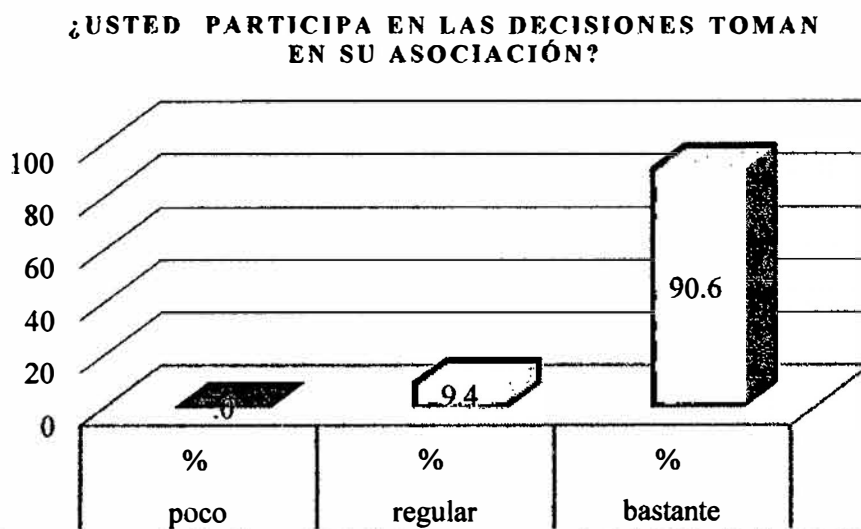 ¿USTED PARTICIPA EN LAS DECISIONES TOMAN
EN SU ASOCIACIÓN?
100
80
60
40
20
0
.0
9.4
90.6
% % %
poco regular bastante